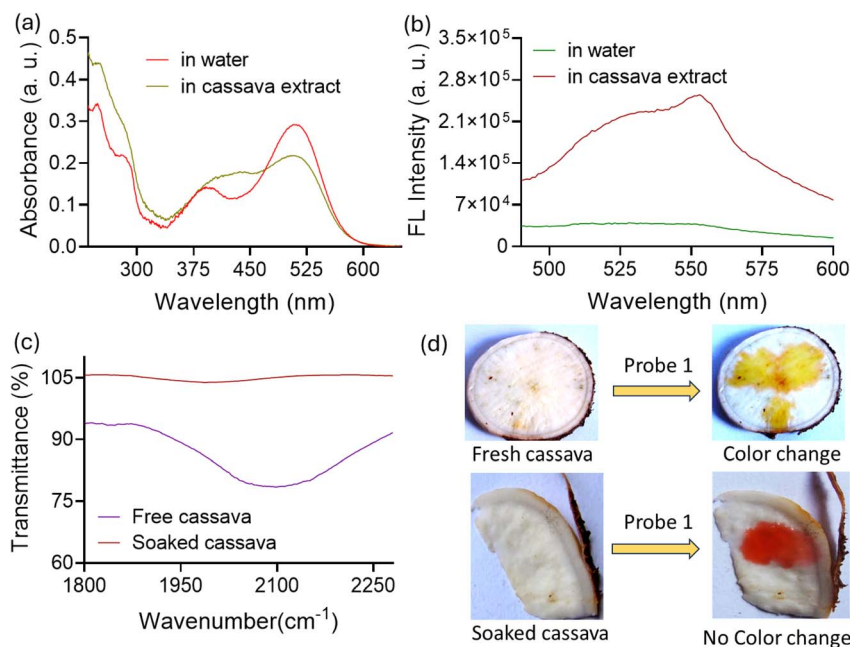 (a)
Absorbance (a. u.)
0.5
0.4
0.3
0.2
0.1
0.0
in water
in cassava extract
300
450
600
Wavelength (nm)
(b)
FL Intensity (a. u.)
3.5×10⁵
2.8×10⁵
2.1×10⁵
1.4×10⁵
7×10⁴
0
in water
in cassava extract
500
525
550
575
600
Wavelength (nm)
(c)
Transmittance (%)
105
90
75
60
Free cassava
Soaked cassava
1800
1950
2100
2250
Wavenumber(cm⁻¹)
(d)
Probe 1
Fresh cassava
Color change
Probe 1
Soaked cassava
No Color change